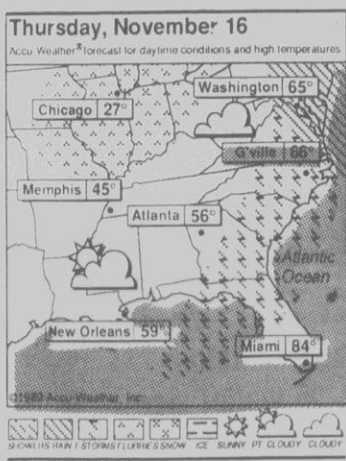 Thursday, November 16
Accu Weather® forecast for daytime conditions and high temperatures
Washington 65°
Chicago 27°
G'ville 66°
Memphis 45°
Atlanta 56°
Atlantic
Ocean
New Orleans 59°
Miami 84°
©1989 Accu-Weather, Inc.
SHOWERS RAIN T STORMS FLURRIES SNOW ICE SUNNY PT CLOUDY CLOUDY